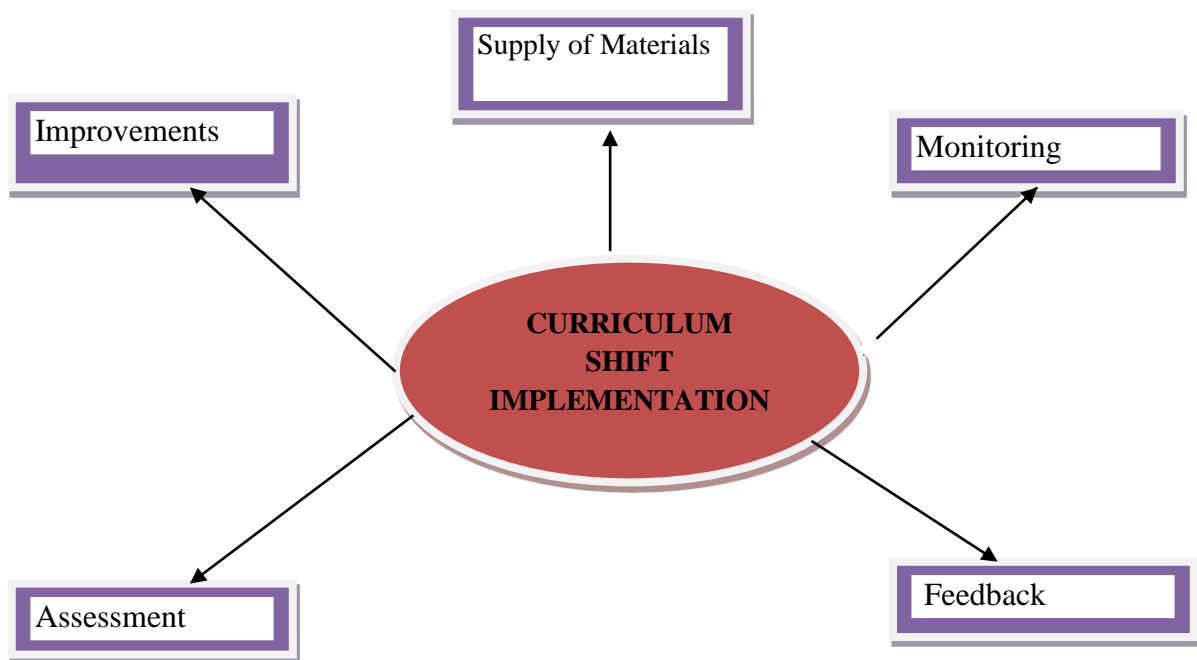 Supply of Materials
Improvements
Monitoring
CURRICULUM
SHIFT
IMPLEMENTATION
Assessment
Feedback